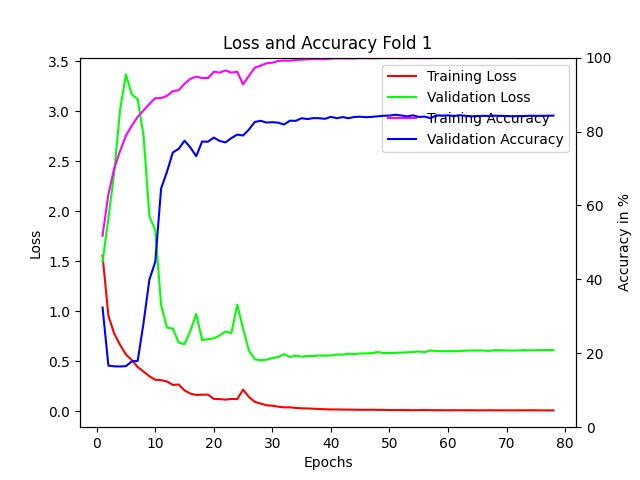 Loss and Accuracy Fold 1
3.5
3.0
2.5
2.0
1.5
1.0
0.5
0.0
Loss
100
80
60
40
20
0
Accuracy in %
Training Loss
Validation Loss
Training Accuracy
Validation Accuracy
0 10 20 30 40 50 60 70 80
Epochs